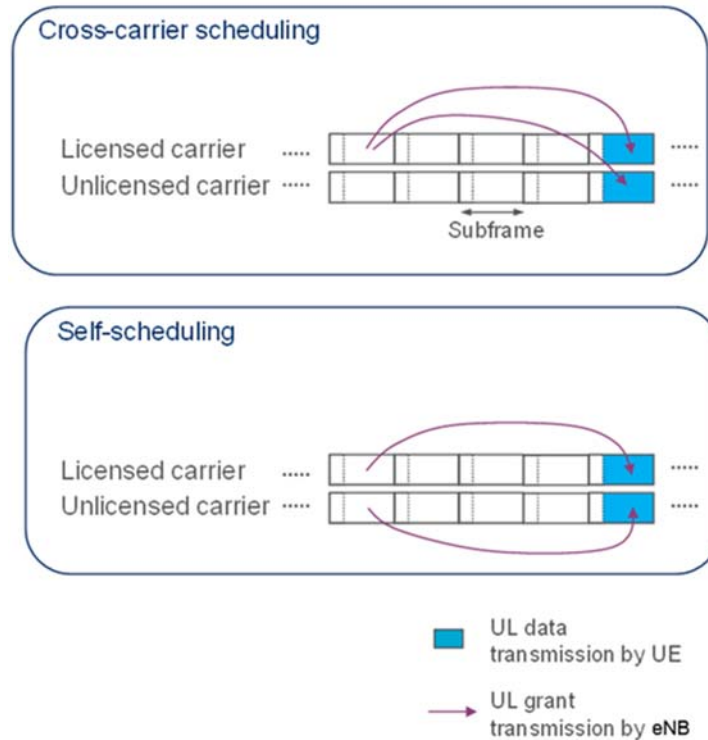 Cross-carrier scheduling
Licensed carrier ..... .....
Unlicensed carrier ..... .....
Subframe
Self-scheduling
Licensed carrier ..... .....
Unlicensed carrier ..... .....
UL data
transmission by UE
UL grant
transmission by eNB